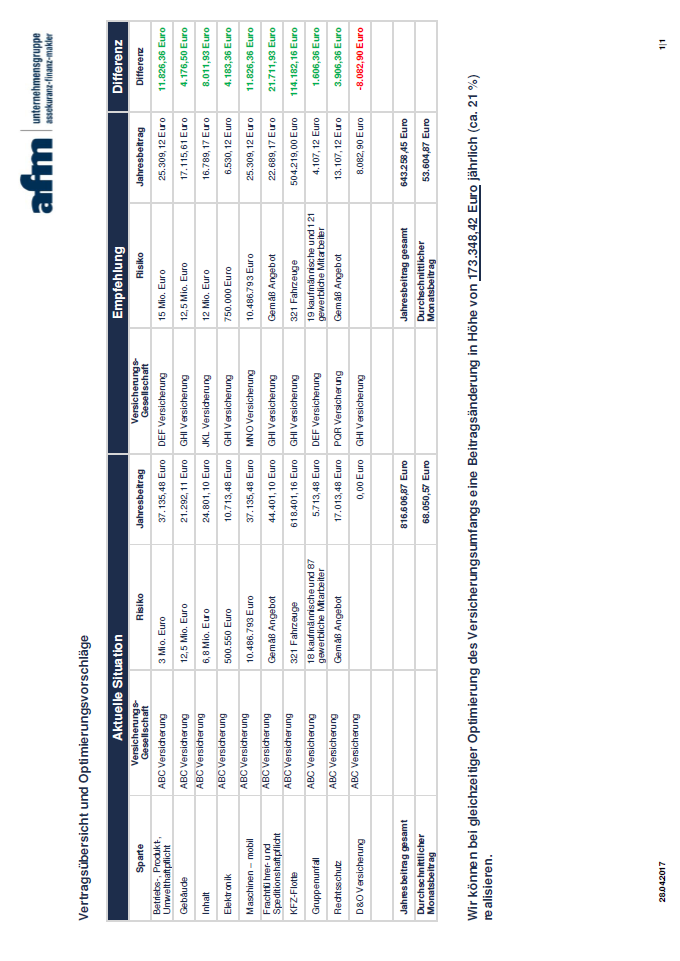 afm unternehmensgruppe
assekuranz-finanz-makler
Vertragsübersicht und Optimierungsvorschläge
Aktuelle Situation Empfehlung Differenz
Sparte Versicherungs-Gesellschaft Risiko Jahresbeitrag Versicherungs-Gesellschaft Risiko Jahresbeitrag Differenz
Betriebs-, Produkt-, Umwelthaftpflicht ABC Versicherung 3 Mio. Euro 37.135,48 Euro DEF Versicherung 15 Mio. Euro 25.309,12 Euro 11.826,36 Euro
Gebäude ABC Versicherung 12,5 Mio. Euro 21.292,11 Euro GHI Versicherung 12,5 Mio. Euro 17.115,61 Euro 4.176,50 Euro
Inhalt ABC Versicherung 6,8 Mio. Euro 24.801,10 Euro JKL Versicherung 12 Mio. Euro 16.789,17 Euro 8.011,93 Euro
Elektronik ABC Versicherung 500.550 Euro 10.713,48 Euro GHI Versicherung 750.000 Euro 6.530,12 Euro 4.183,36 Euro
Maschinen – mobil ABC Versicherung 10.486.793 Euro 37.135,48 Euro MNO Versicherung 10.486.793 Euro 25.309,12 Euro 11.826,36 Euro
Frachtführer- und Speditionshaftpflicht ABC Versicherung Gemäß Angebot 44.401,10 Euro GHI Versicherung Gemäß Angebot 22.689,17 Euro 21.711,93 Euro
KFZ-Flotte ABC Versicherung 321 Fahrzeuge 618.401,16 Euro GHI Versicherung 321 Fahrzeuge 504.219,00 Euro 114.182,16 Euro
Gruppenunfall ABC Versicherung 18 kaufmännische und 87 gewerbliche Mitarbeiter 5.713,48 Euro DEF Versicherung 19 kaufmännische und 121 gewerbliche Mitarbeiter 4.107,12 Euro 1.606,36 Euro
Rechtsschutz ABC Versicherung Gemäß Angebot 17.013,48 Euro PQR Versicherung Gemäß Angebot 13.107,12 Euro 3.906,36 Euro
D&O Versicherung ABC Versicherung 0,00 Euro GHI Versicherung 8.082,90 Euro -8.082,90 Euro
Jahresbeitrag gesamt 816.606,87 Euro Jahresbeitrag gesamt 643.258,45 Euro
Durchschnittlicher Monatsbeitrag 68.050,57 Euro Durchschnittlicher Monatsbeitrag 53.604,87 Euro
Wir können bei gleichzeitiger Optimierung des Versicherungsumfangs eine Beitragsänderung in Höhe von 173.348,42 Euro jährlich (ca. 21 %)
realisieren.
28.04.2017 1|1